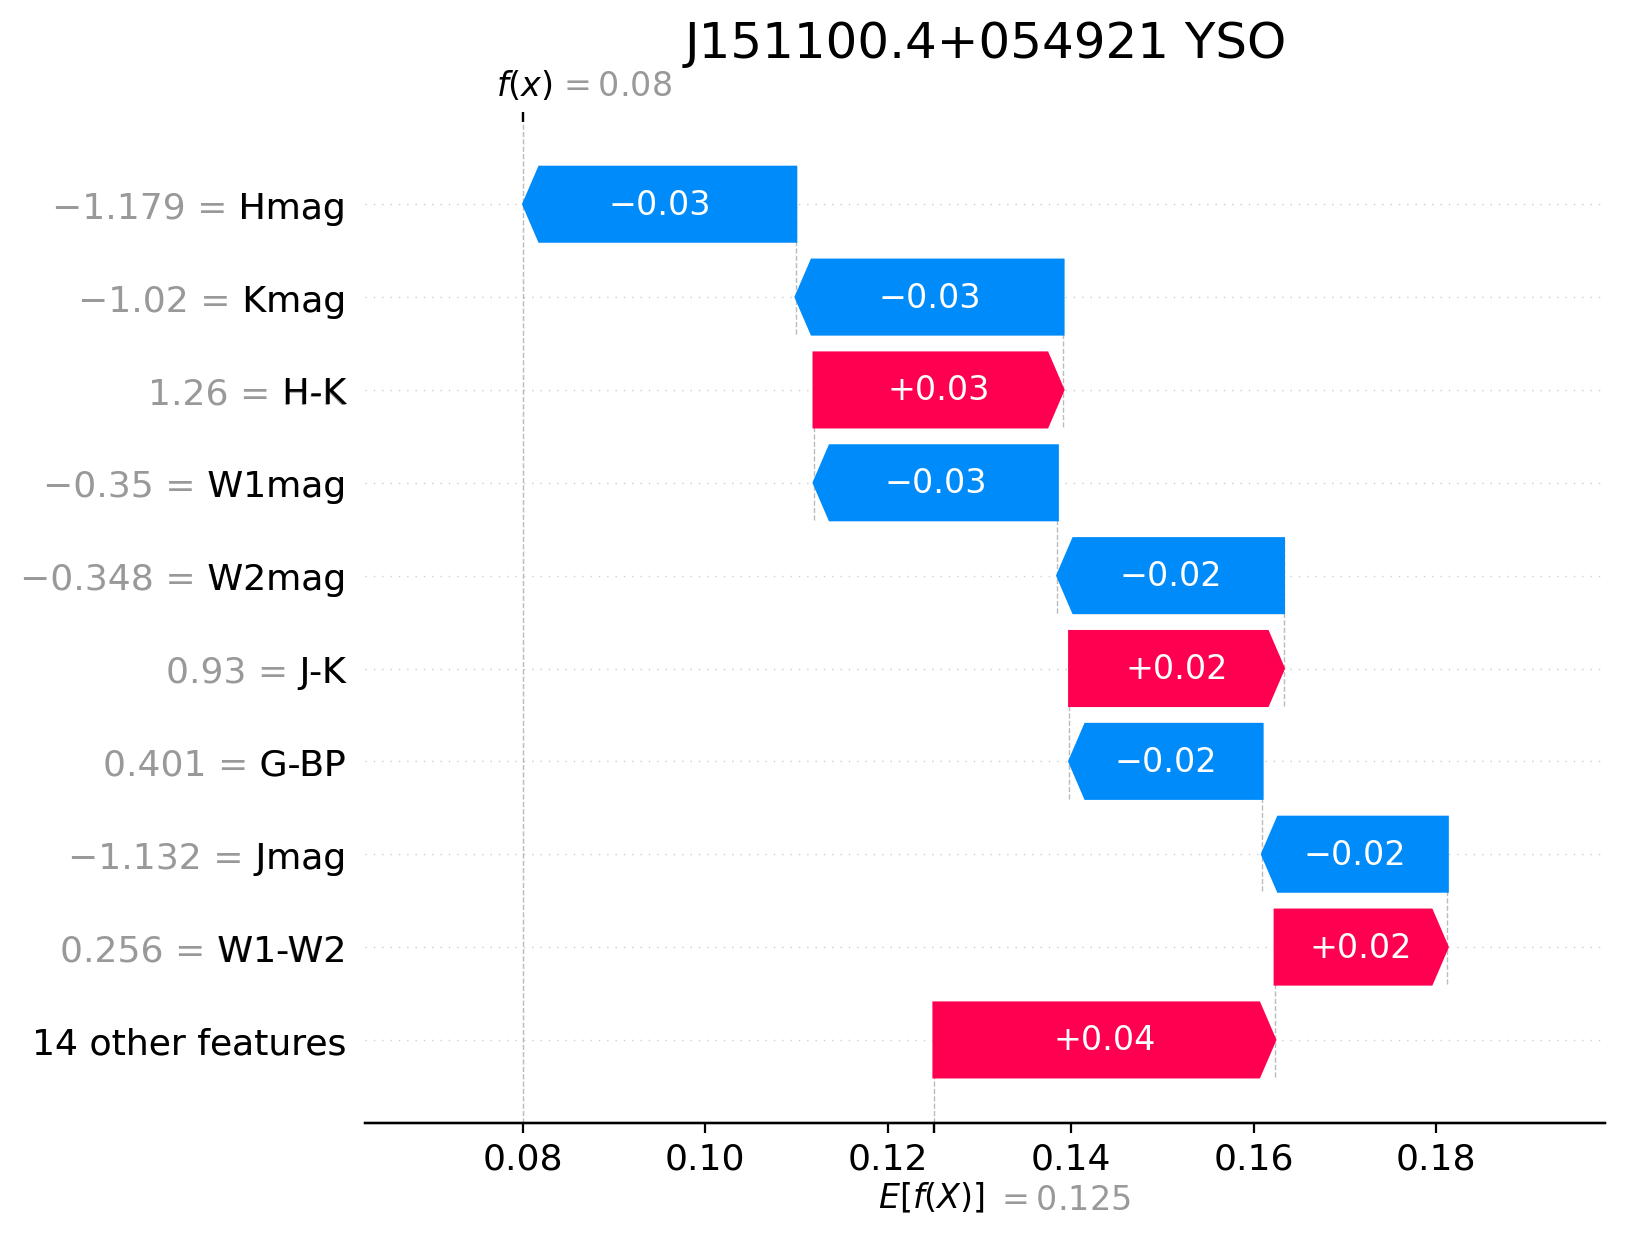 J151100.4+054921 YSO
f(x) = 0.08
−1.179 = Hmag
−0.03
−1.02 = Kmag
−0.03
1.26 = H-K
+0.03
−0.35 = W1mag
−0.03
−0.348 = W2mag
−0.02
0.93 = J-K
+0.02
0.401 = G-BP
−0.02
−1.132 = Jmag
−0.02
0.256 = W1-W2
+0.02
14 other features
+0.04
0.08 0.10 0.12 0.14 0.16 0.18
E[f(X)] = 0.125